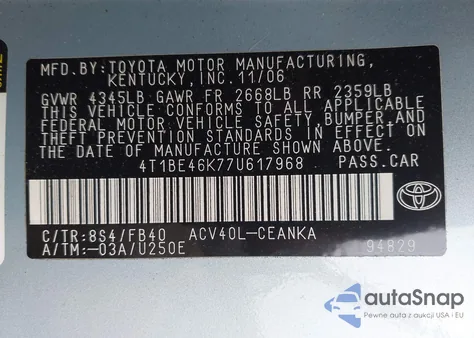 MFD.BY:TOYOTA MOTOR MANUFACTURING,
KENTUCKY,INC.11/06
GVWR 4345LB GAWR FR 2668LB RR 2359LB
THIS VEHICLE CONFORMS TO ALL APPLICABLE
FEDERAL MOTOR VEHICLE SAFETY,BUMPER,AND
THEFT PREVENTION STANDARDS IN EFFECT ON
THE DATE OF MANUFACTURE SHOWN ABOVE.
4T1BE46K77U617968 PASS.CAR
TOYOTA
C/TR:8S4/FB40 ACV40L-CEANKA
A/TM:-03A/U250E 94829
autoSnap
Pewne auta z aukcji USA i EU